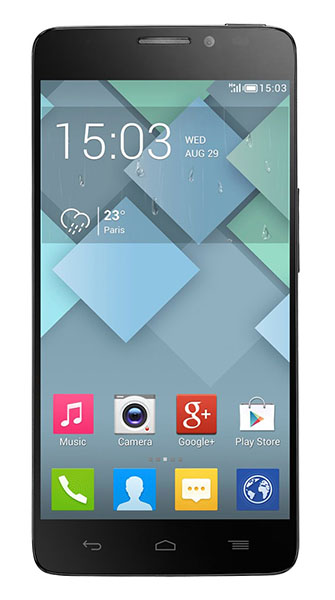 15:03
15:03
WED
AUG 29
23°
Paris
g+
Music
Camera
Google+
Play Store